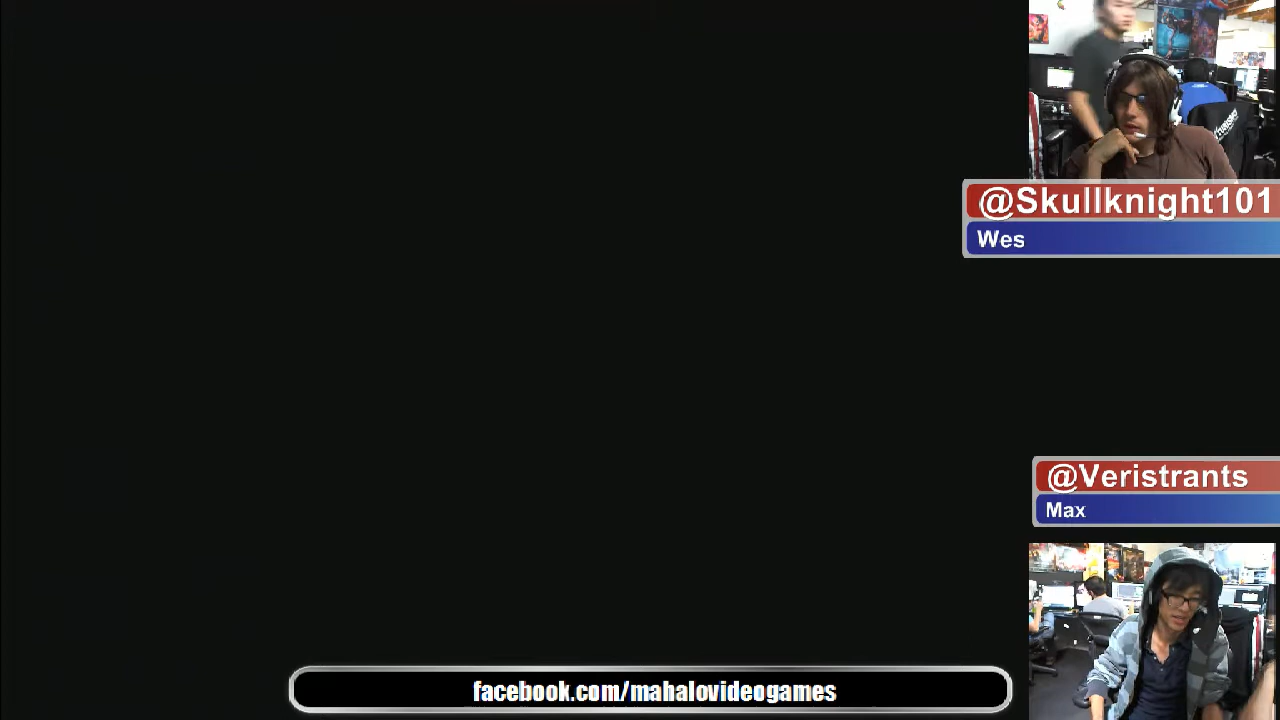 @Skullknight101
Wes
@Veristrants
Max
facebook.com/mahalovideogames